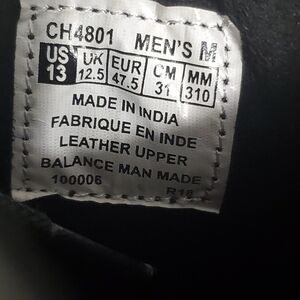 CH4801 MEN'S M
US UK EUR CM MM
13 12.5 47.5 31 310
MADE IN INDIA
FABRIQUE EN INDE
LEATHER UPPER
BALANCE MAN MADE
100006 R18